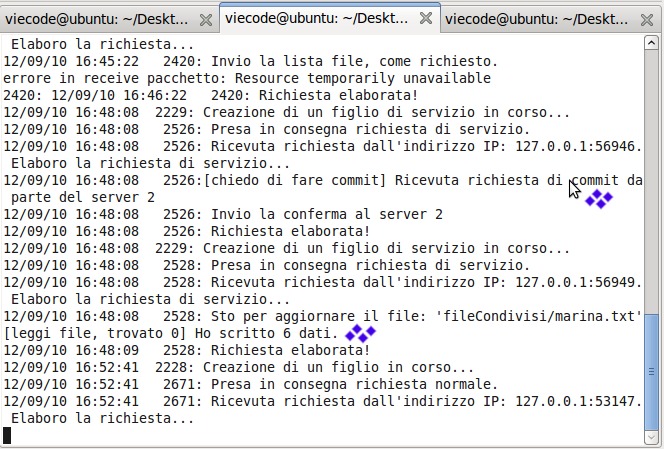 viecode@ubuntu: ~/Deskt... viecode@ubuntu: ~/Deskt... viecode@ubuntu: ~/Deskt...
Elaboro la richiesta...
12/09/10 16:45:22   2420: Invio la lista file, come richiesto.
errore in receive pacchetto: Resource temporarily unavailable
2420: 12/09/10 16:46:22   2420: Richiesta elaborata!
12/09/10 16:48:08  2229: Creazione di un figlio di servizio in corso...
12/09/10 16:48:08   2526: Presa in consegna richiesta di servizio.
12/09/10 16:48:08   2526: Ricevuta richiesta dall'indirizzo IP: 127.0.0.1:56946.
Elaboro la richiesta di servizio...
12/09/10 16:48:08   2526:[chiedo di fare commit] Ricevuta richiesta di commit da
parte del server 2
12/09/10 16:48:08   2526: Invio la conferma al server 2
12/09/10 16:48:08   2526: Richiesta elaborata!
12/09/10 16:48:08  2229: Creazione di un figlio di servizio in corso...
12/09/10 16:48:08   2528: Presa in consegna richiesta di servizio.
12/09/10 16:48:08   2528: Ricevuta richiesta dall'indirizzo IP: 127.0.0.1:56949.
Elaboro la richiesta di servizio...
12/09/10 16:48:08   2528: Sto per aggiornare il file: 'fileCondivisi/marina.txt'
[leggi file, trovato 0] Ho scritto 6 dati.
12/09/10 16:48:09   2528: Richiesta elaborata!
12/09/10 16:52:41  2228: Creazione di un figlio in corso...
12/09/10 16:52:41   2671: Presa in consegna richiesta normale.
12/09/10 16:52:41   2671: Ricevuta richiesta dall'indirizzo IP: 127.0.0.1:53147.
Elaboro la richiesta...